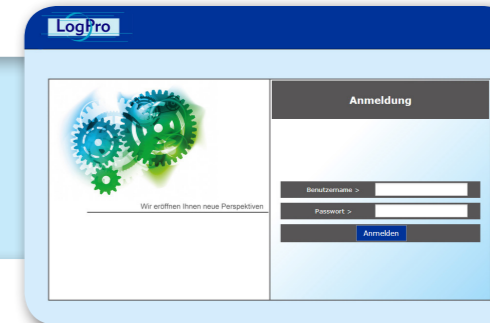 LogPro
Anmeldung
Benutzername >
Passwort >
Anmelden
Wir eröffnen Ihnen neue Perspektiven